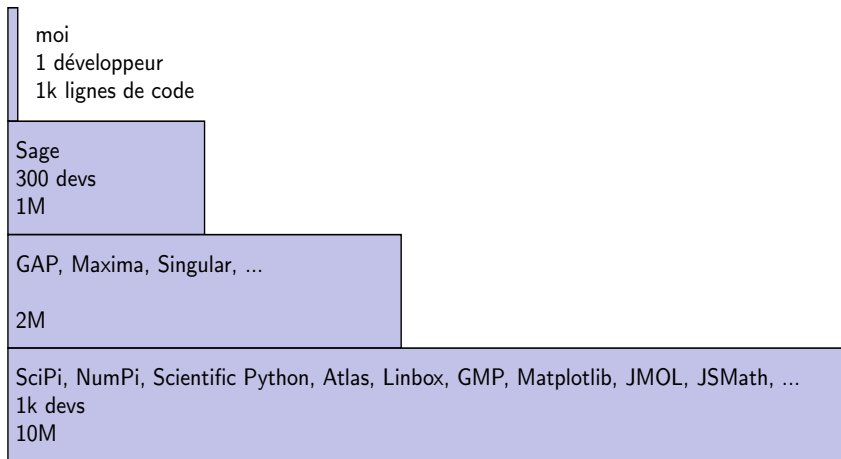 moi
1 développeur
1k lignes de code
Sage
300 devs
1M
GAP, Maxima, Singular, ...
2M
SciPi, NumPi, Scientific Python, Atlas, Linbox, GMP, Matplotlib, JMOL, JSMath, ...
1k devs
10M